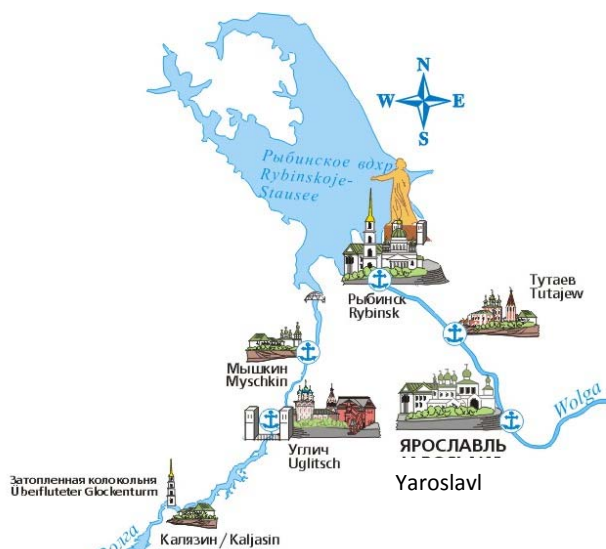 N
W E
S
Рыбинское вдхр
Rybinskoje-
Stausee
Рыбинск
Rybinsk
Тутаев
Tutajew
Мышкин
Myschkin
Wolga
Углич
Uglitsch
ЯРОСЛАВЛЬ
Yaroslavl
Затопленная колокольня
Überfluteter Glockenturm
Калязин / Kaljasin